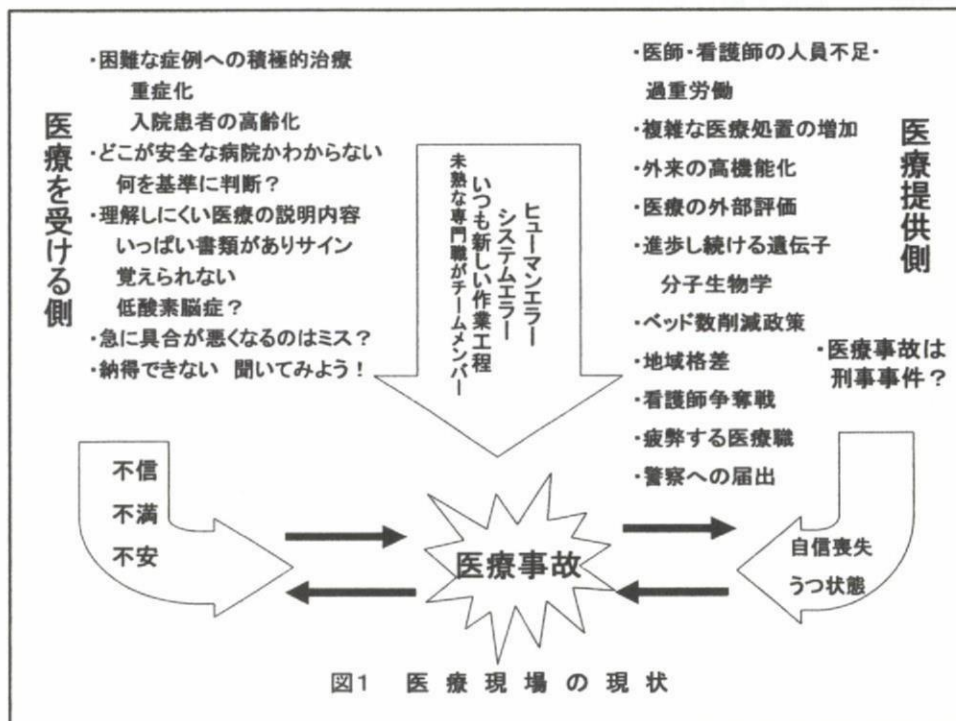 医療を受ける側
・困難な症例への積極的治療
重症化
入院患者の高齢化
・どこが安全な病院かわからない
何を基準に判断？
・理解しにくい医療の説明内容
いっぱい書類がありサイン
覚えられない
低酸素脳症？
・急に具合が悪くなるのはミス？
・納得できない 聞いてみよう！
不信
不満
不安
ヒューマンエラー
システムエラー
いつも新しい作業工程
未熟な専門職がチームメンバー
医療提供側
・医師・看護師の人員不足・
過重労働
・複雑な医療処置の増加
・外来の高機能化
・医療の外部評価
・進歩し続ける遺伝子
分子生物学
・ベッド数削減政策
・地域格差
・看護師争奪戦
・疲弊する医療職
・警察への届出
・医療事故は
刑事事件？
自信喪失
うつ状態
医療事故
図1 医療現場の現状